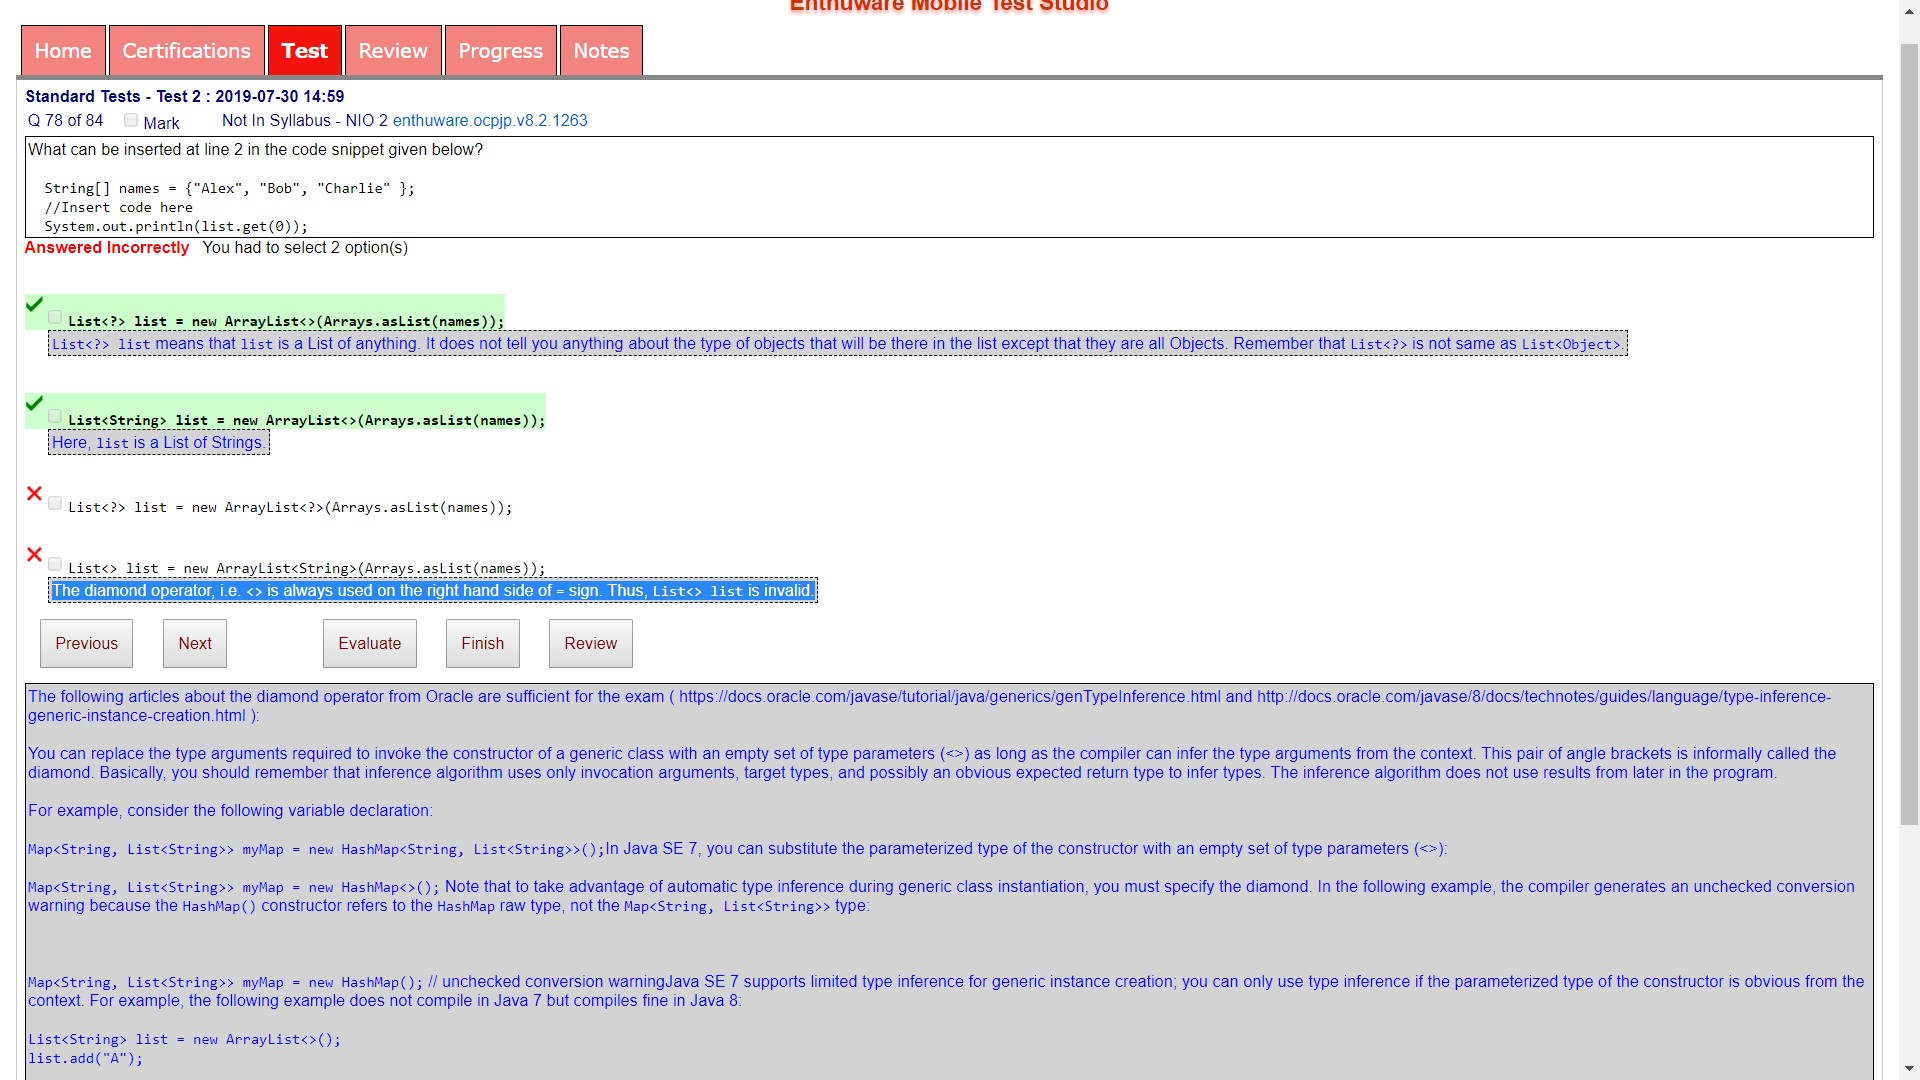 Enthuware Mobile Test Studio
Home Certifications Test Review Progress Notes
Standard Tests - Test 2 : 2019-07-30 14:59
Q 78 of 84 Mark Not In Syllabus - NIO 2 enthuware.ocpjp.v8.2.1263
What can be inserted at line 2 in the code snippet given below?
String[] names = {"Alex", "Bob", "Charlie" };
//Insert code here
System.out.println(list.get(0));
Answered Incorrectly You had to select 2 option(s)
List<?> list = new ArrayList<>(Arrays.asList(names));
List<?> list means that list is a List of anything. It does not tell you anything about the type of objects that will be there in the list except that they are all Objects. Remember that List<?> is not same as List<Object>.
List<String> list = new ArrayList<>(Arrays.asList(names));
Here, list is a List of Strings.
List<?> list = new ArrayList<?>(Arrays.asList(names));
List<> list = new ArrayList<String>(Arrays.asList(names));
The diamond operator, i.e. <> is always used on the right hand side of = sign. Thus, List<> list is invalid.
Previous Next Evaluate Finish Review
The following articles about the diamond operator from Oracle are sufficient for the exam ( https://docs.oracle.com/javase/tutorial/java/generics/genTypeInference.html and http://docs.oracle.com/javase/8/docs/technotes/guides/language/type-inference-
generic-instance-creation.html ):
You can replace the type arguments required to invoke the constructor of a generic class with an empty set of type parameters (<>) as long as the compiler can infer the type arguments from the context. This pair of angle brackets is informally called the
diamond. Basically, you should remember that inference algorithm uses only invocation arguments, target types, and possibly an obvious expected return type to infer types. The inference algorithm does not use results from later in the program.
For example, consider the following variable declaration:
Map<String, List<String>> myMap = new HashMap<String, List<String>>();In Java SE 7, you can substitute the parameterized type of the constructor with an empty set of type parameters (<>):
Map<String, List<String>> myMap = new HashMap<>(); Note that to take advantage of automatic type inference during generic class instantiation, you must specify the diamond. In the following example, the compiler generates an unchecked conversion
warning because the HashMap() constructor refers to the HashMap raw type, not the Map<String, List<String>> type:
Map<String, List<String>> myMap = new HashMap(); // unchecked conversion warningJava SE 7 supports limited type inference for generic instance creation; you can only use type inference if the parameterized type of the constructor is obvious from the
context. For example, the following example does not compile in Java 7 but compiles fine in Java 8:
List<String> list = new ArrayList<>();
list.add("A");